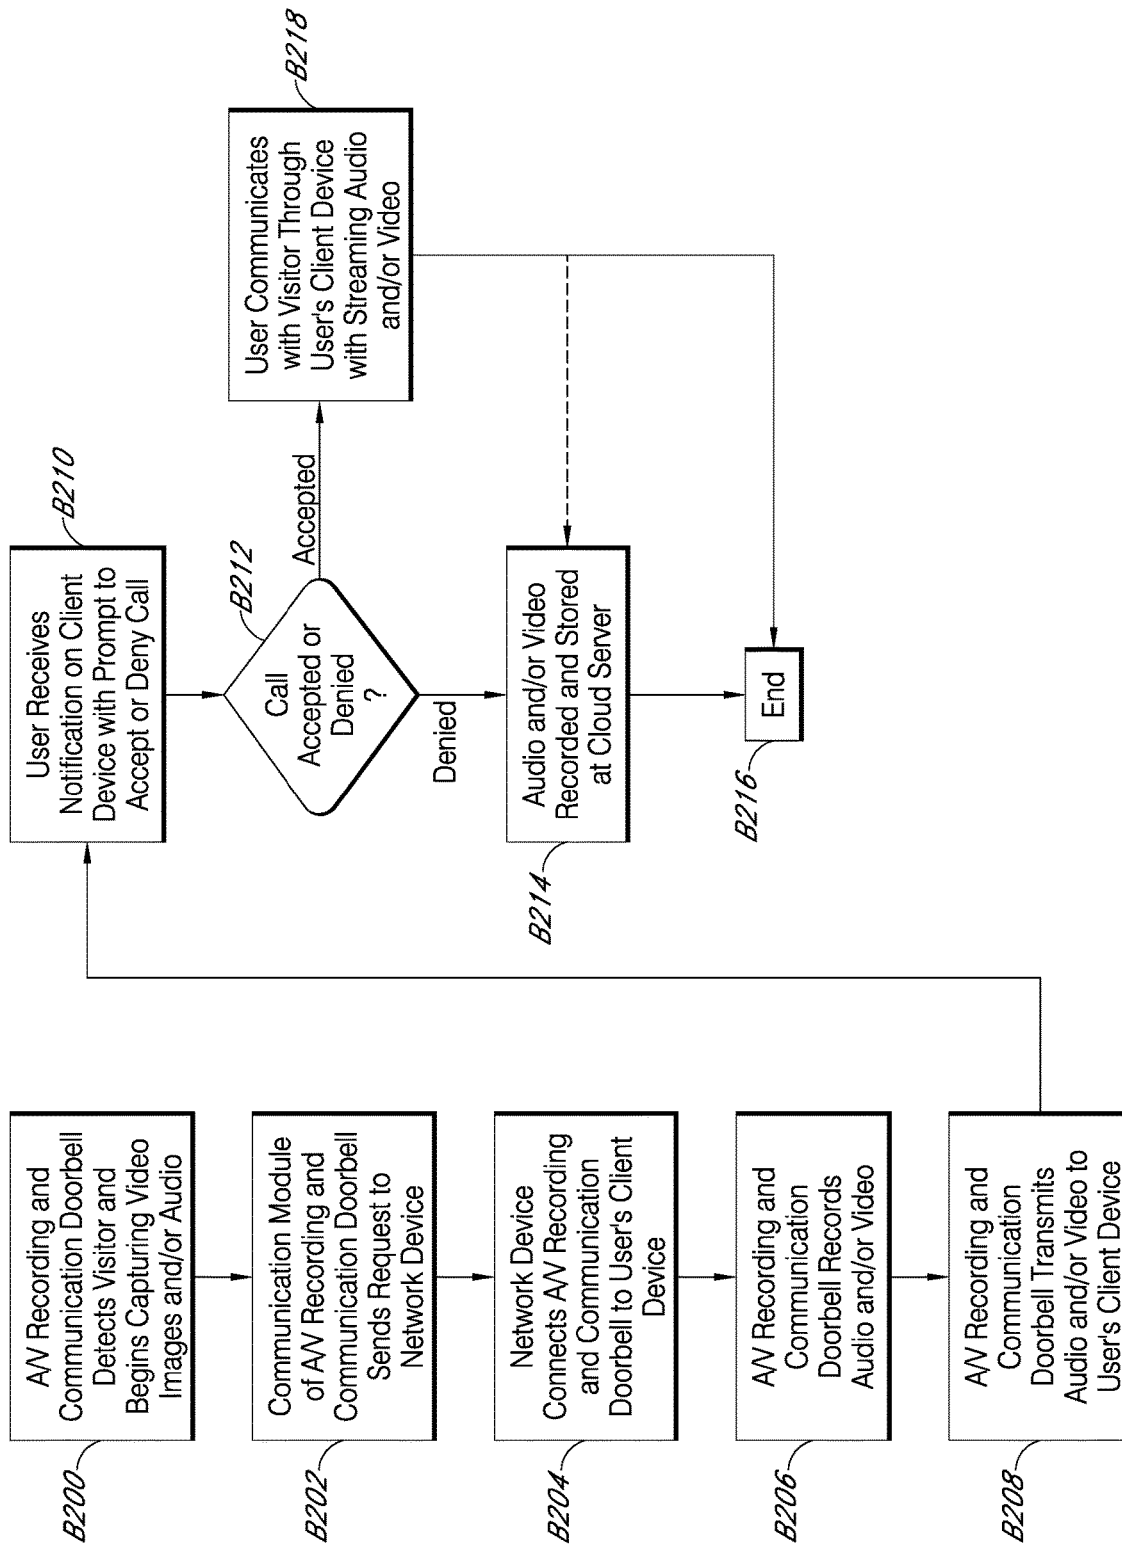 B200
A/V Recording and
Communication Doorbell
Detects Visitor and
Begins Capturing Video
Images and/or Audio
B202
Communication Module
of A/V Recording and
Communication Doorbell
Sends Request to
Network Device
B204
Network Device
Connects A/V Recording
and Communication
Doorbell to User's Client
Device
B206
A/V Recording and
Communication
Doorbell Records
Audio and/or Video
B208
A/V Recording and
Communication
Doorbell Transmits
Audio and/or Video to
User's Client Device
B210
User Receives
Notification on Client
Device with Prompt to
Accept or Deny Call
B212
Call
Accepted or
Denied
?
Accepted
Denied
B214
Audio and/or Video
Recorded and Stored
at Cloud Server
B216
End
B218
User Communicates
with Visitor Through
User's Client Device
with Streaming Audio
and/or Video